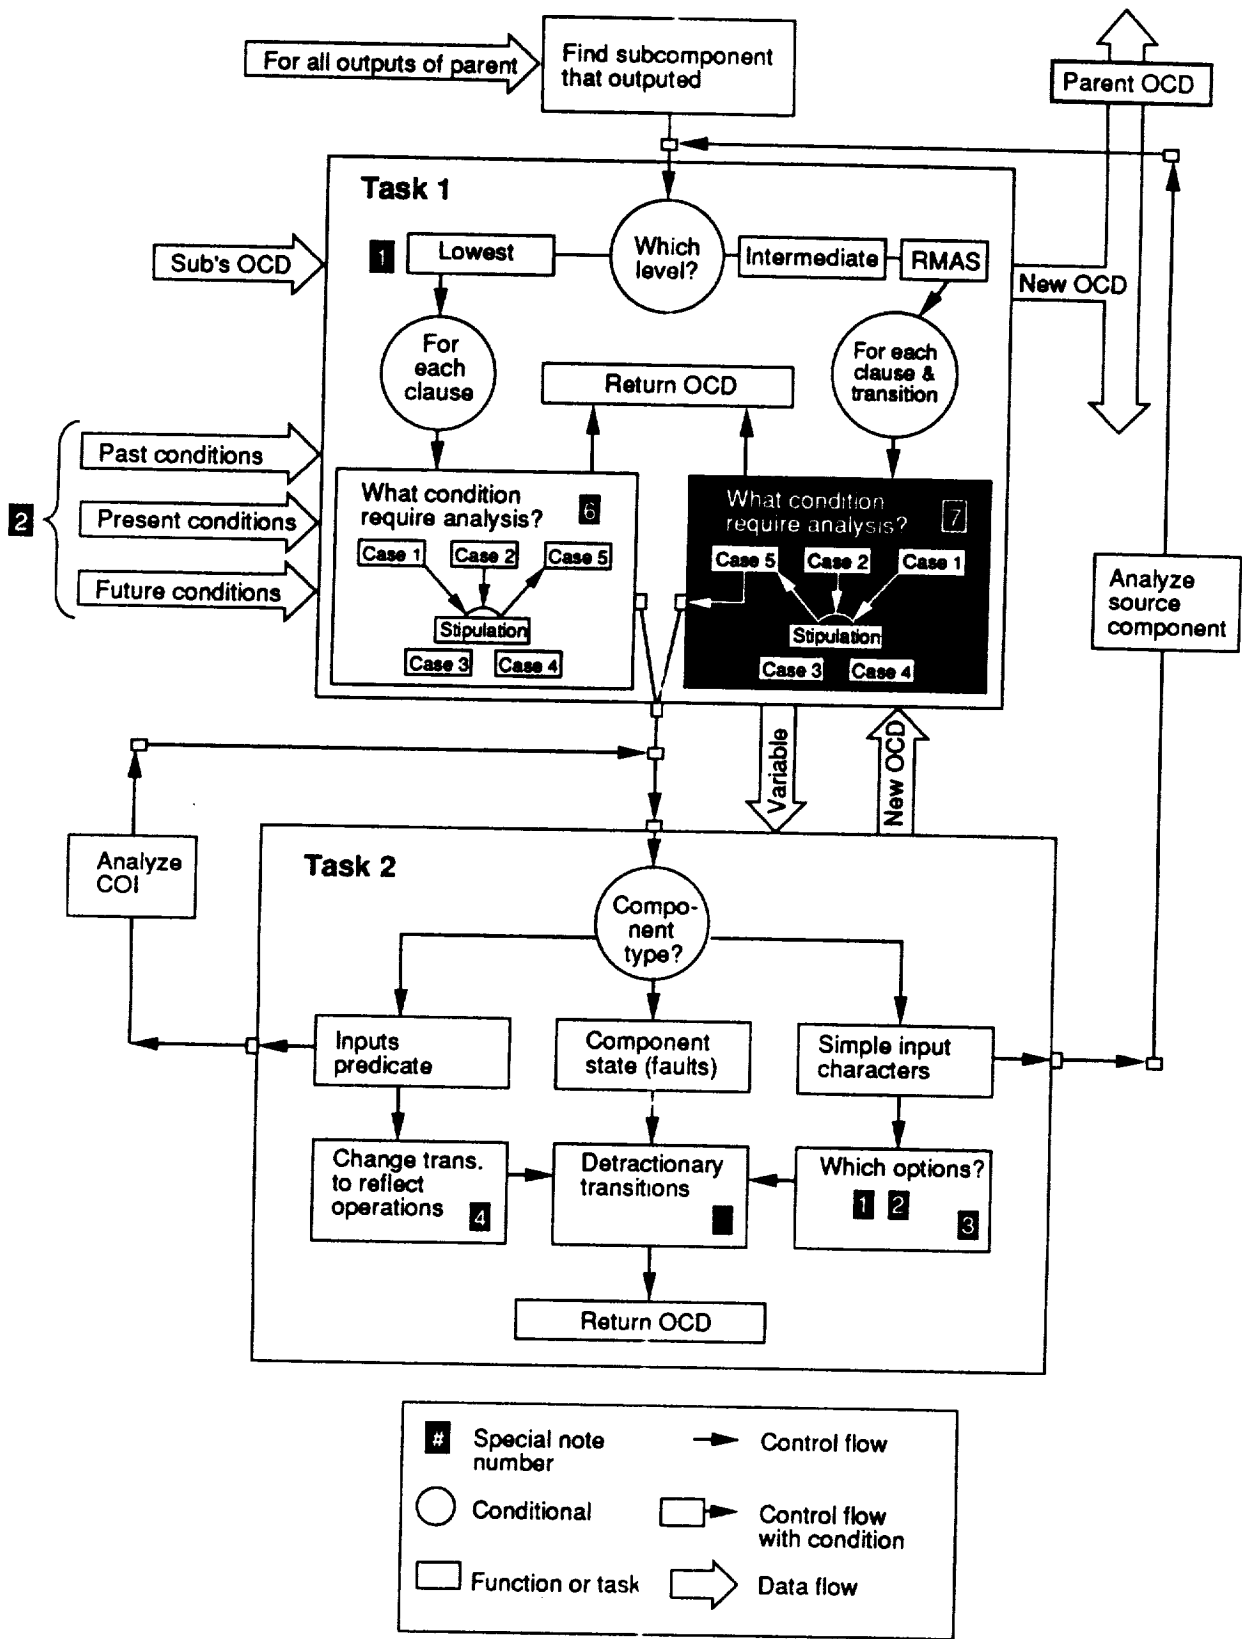 For all outputs of parent
Find subcomponent
that outputed
Parent OCD
Task 1
1
Lowest
Which
level?
Intermediate
RMAS
Sub's OCD
New OCD
For
each
clause
Return OCD
For each
clause &
transition
2
Past conditions
Present conditions
Future conditions
What condition
require analysis?
6
Case 1
Case 2
Case 5
Stipulation
Case 3
Case 4
What condition
require analysis?
7
Case 5
Case 2
Case 1
Stipulation
Case 3
Case 4
Analyze
source
component
Variable
New OCD
Analyze
COI
Task 2
Compo-
nent
type?
Inputs
predicate
Component
state (faults)
Simple input
characters
Change trans.
to reflect
operations
4
Detractionary
transitions
Which options?
1 2
3
Return OCD
# Special note
number
Control flow
Conditional
Control flow
with condition
Function or task
Data flow